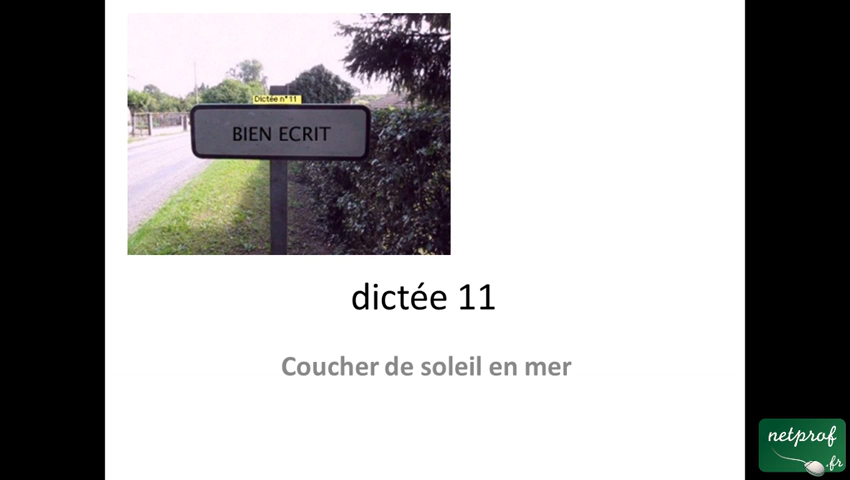 Dictée n°11
BIEN ECRIT
dictée 11
Coucher de soleil en mer
netprof
.fr